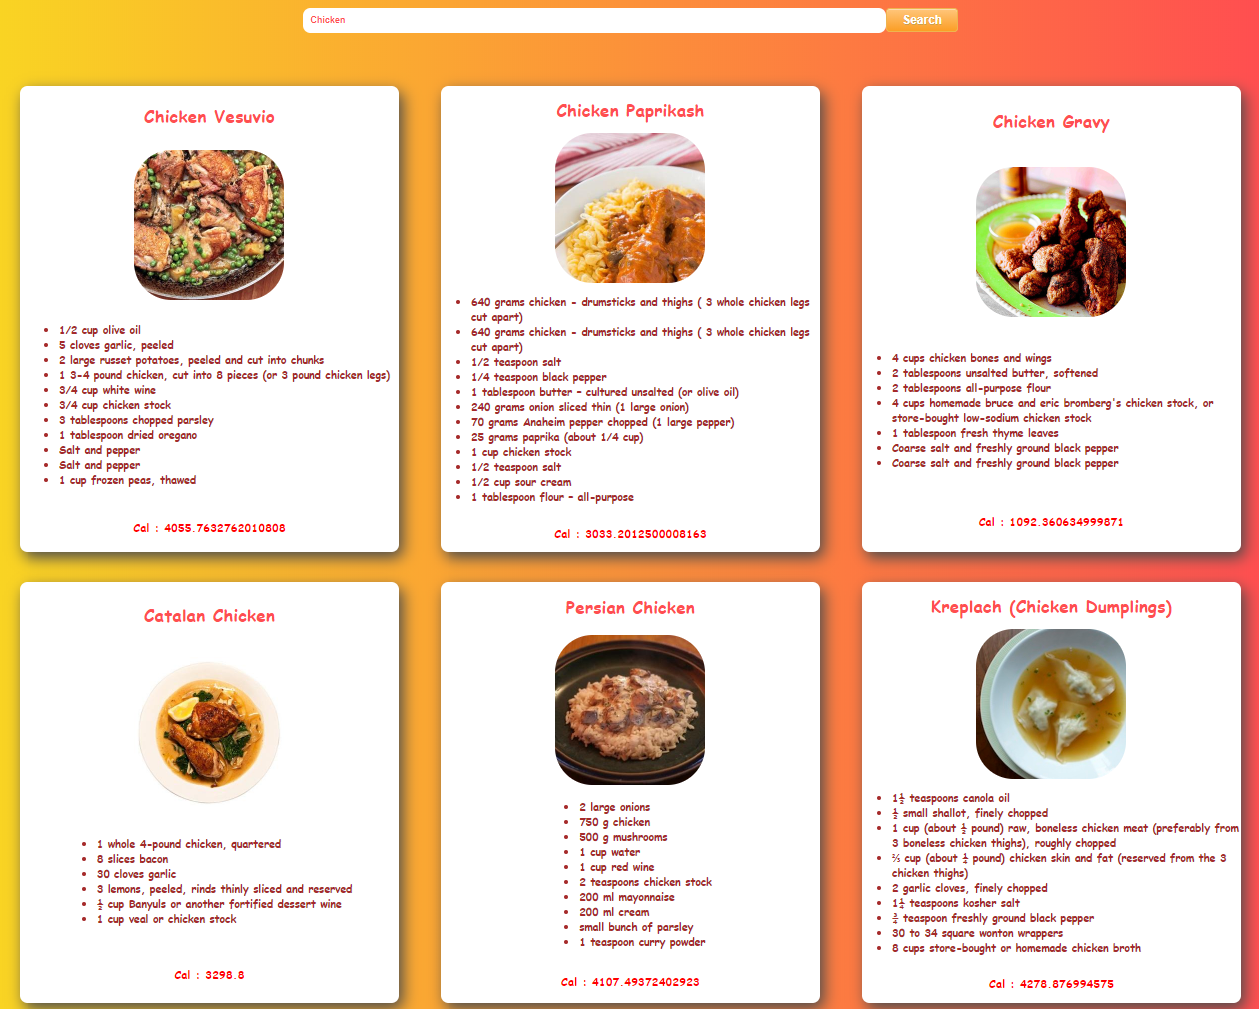 Chicken
Search
Chicken Vesuvio
1/2 cup olive oil
5 cloves garlic, peeled
2 large russet potatoes, peeled and cut into chunks
1 3-4 pound chicken, cut into 8 pieces (or 3 pound chicken legs)
3/4 cup white wine
3/4 cup chicken stock
3 tablespoons chopped parsley
1 tablespoon dried oregano
Salt and pepper
Salt and pepper
1 cup frozen peas, thawed
Cal : 4055.7632762010808
Chicken Paprikash
640 grams chicken - drumsticks and thighs ( 3 whole chicken legs
cut apart)
640 grams chicken - drumsticks and thighs ( 3 whole chicken legs
cut apart)
1/2 teaspoon salt
1/4 teaspoon black pepper
1 tablespoon butter – cultured unsalted (or olive oil)
240 grams onion sliced thin (1 large onion)
70 grams Anaheim pepper chopped (1 large pepper)
25 grams paprika (about 1/4 cup)
1 cup chicken stock
1/2 teaspoon salt
1/2 cup sour cream
1 tablespoon flour – all-purpose
Cal : 3033.2012500008163
Chicken Gravy
4 cups chicken bones and wings
2 tablespoons unsalted butter, softened
2 tablespoons all-purpose flour
4 cups homemade bruce and eric bromberg's chicken stock, or
store-bought low-sodium chicken stock
1 tablespoon fresh thyme leaves
Coarse salt and freshly ground black pepper
Coarse salt and freshly ground black pepper
Cal : 1092.360634999871
Catalan Chicken
1 whole 4-pound chicken, quartered
8 slices bacon
30 cloves garlic
3 lemons, peeled, rinds thinly sliced and reserved
½ cup Banyuls or another fortified dessert wine
1 cup veal or chicken stock
Cal : 3298.8
Persian Chicken
2 large onions
750 g chicken
500 g mushrooms
1 cup water
1 cup red wine
2 teaspoons chicken stock
200 ml mayonnaise
200 ml cream
small bunch of parsley
1 teaspoon curry powder
Cal : 4107.49372402923
Kreplach (Chicken Dumplings)
1½ teaspoons canola oil
½ small shallot, finely chopped
1 cup (about ½ pound) raw, boneless chicken meat (preferably from
3 boneless chicken thighs), roughly chopped
⅔ cup (about ¼ pound) chicken skin and fat (reserved from the 3
chicken thighs)
2 garlic cloves, finely chopped
1¼ teaspoons kosher salt
¾ teaspoon freshly ground black pepper
30 to 34 square wonton wrappers
8 cups store-bought or homemade chicken broth
Cal : 4278.876994575